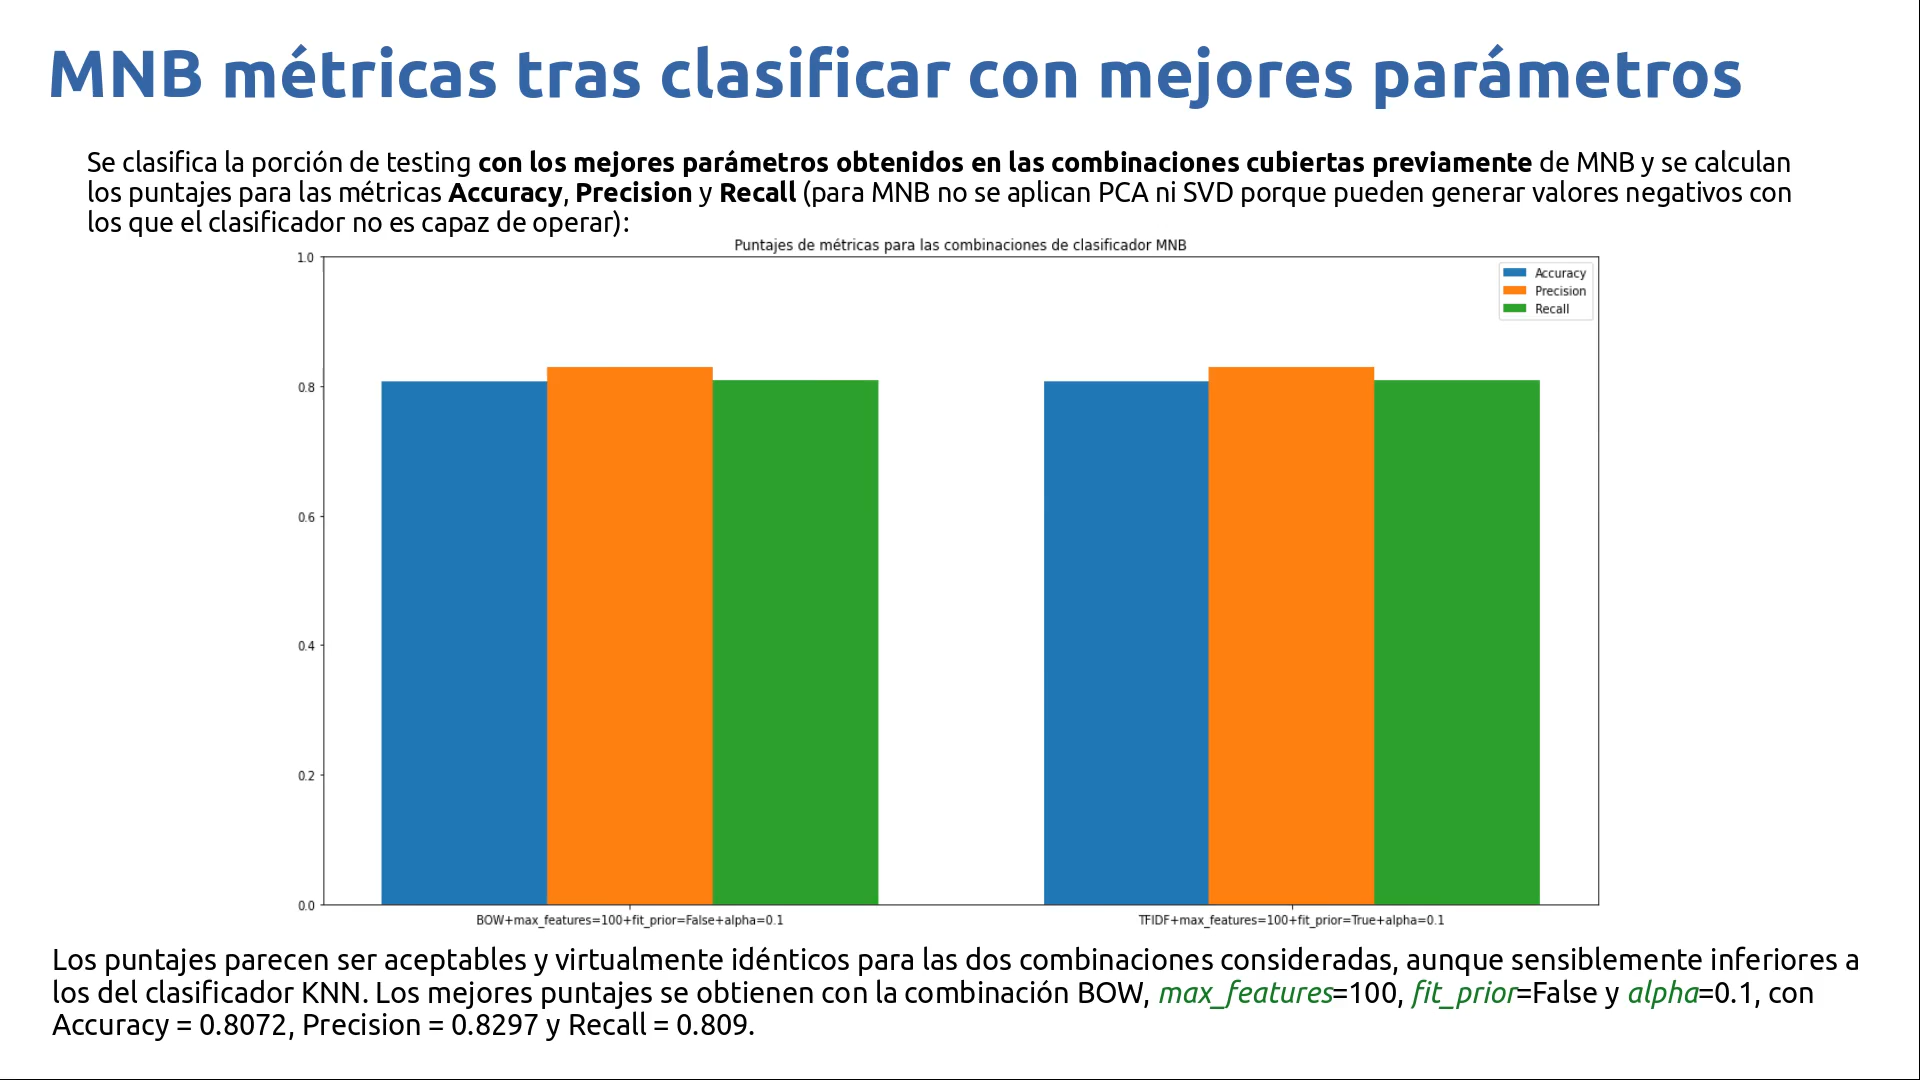 MNB métricas tras clasificar con mejores parámetros
Se clasifica la porción de testing con los mejores parámetros obtenidos en las combinaciones cubiertas previamente de MNB y se calculan
los puntajes para las métricas Accuracy, Precision y Recall (para MNB no se aplican PCA ni SVD porque pueden generar valores negativos con
los que el clasificador no es capaz de operar):
Puntajes de métricas para las combinaciones de clasificador MNB
1.0
0.8
0.6
0.4
0.2
0.0
Accuracy
Precision
Recall
BOW+max_features=100+fit_prior=False+alpha=0.1
TFIDF+max_features=100+fit_prior=True+alpha=0.1
Los puntajes parecen ser aceptables y virtualmente idénticos para las dos combinaciones consideradas, aunque sensiblemente inferiores a
los del clasificador KNN. Los mejores puntajes se obtienen con la combinación BOW, max_features=100, fit_prior=False y alpha=0.1, con
Accuracy = 0.8072, Precision = 0.8297 y Recall = 0.809.